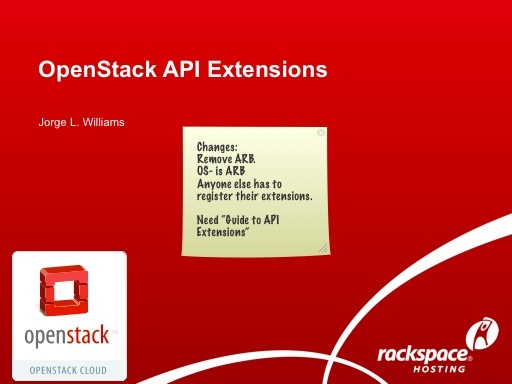 OpenStack API Extensions
Jorge L. Williams
Changes:
Remove ARB.
OS- is ARB
Anyone else has to
register their extensions.
Need "Guide to API
Extensions"
openstack™
OPENSTACK CLOUD
rackspace®
HOSTING